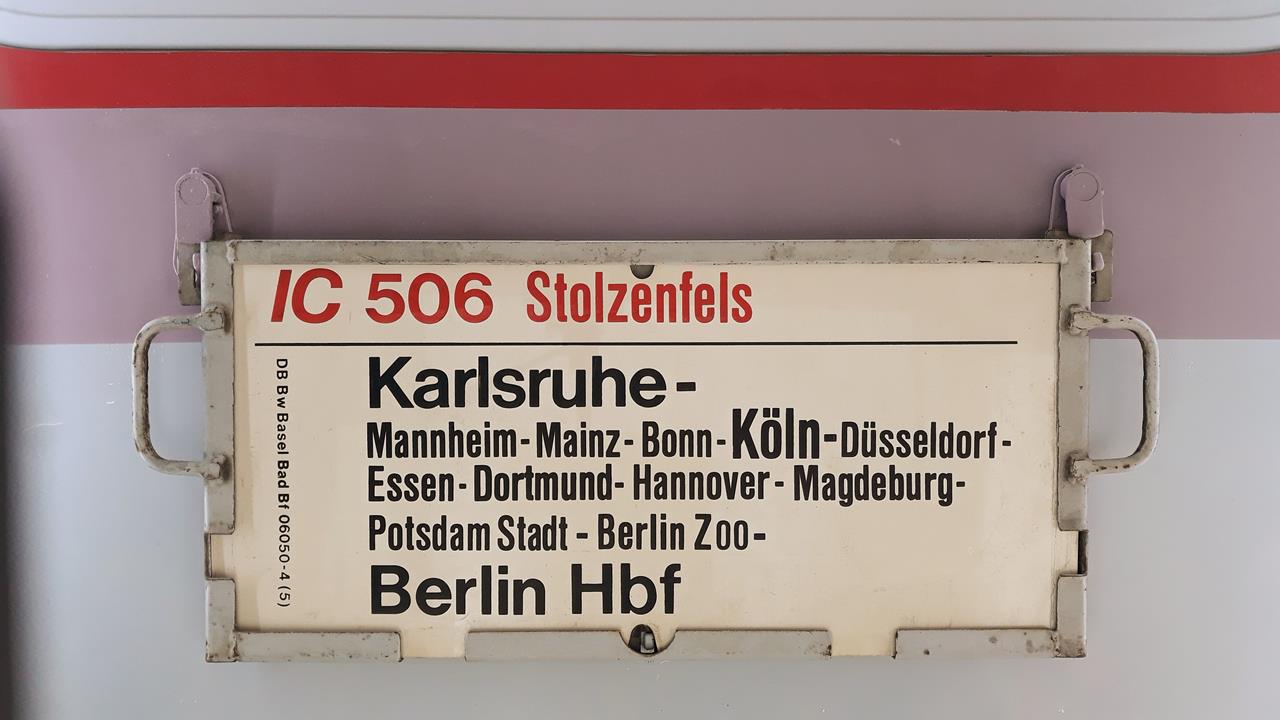 IC 506 Stolzenfels
Karlsruhe-
Mannheim- Mainz- Bonn- Köln- Düsseldorf-
Essen- Dortmund- Hannover- Magdeburg-
Potsdam Stadt - Berlin Zoo-
Berlin Hbf
DB Bw Basel Bad Bf 06050-4 (5)